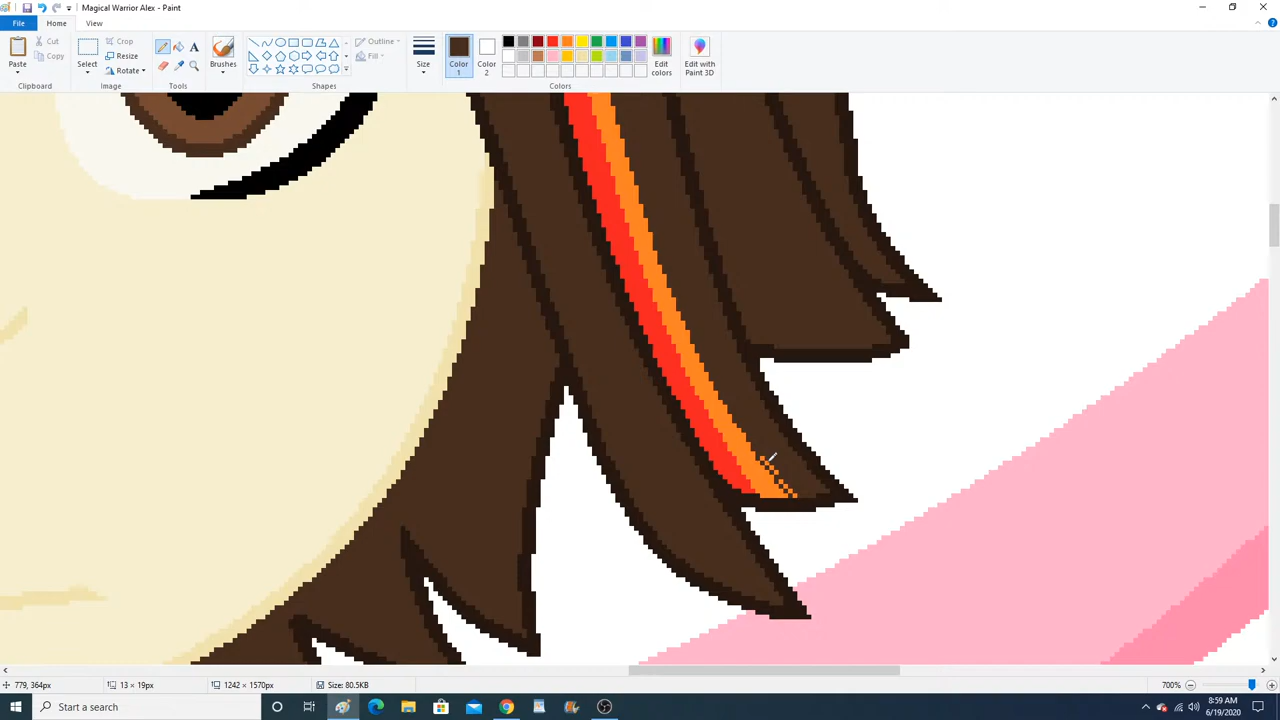 Magical Warrior Alex - Paint
File Home View
Paste
Cut
Copy
Clipboard
Select
Crop
Resize
Rotate
Image
A
Tools
Brushes
Shapes
Outline
Fill
Size
Color 1
Color 2
Edit colors
Edit with Paint 3D
Colors
779, 364px
13 × 19px
1242 × 1570px
Size: 80.5KB
700%
Start a search
8:59 AM
6/19/2020